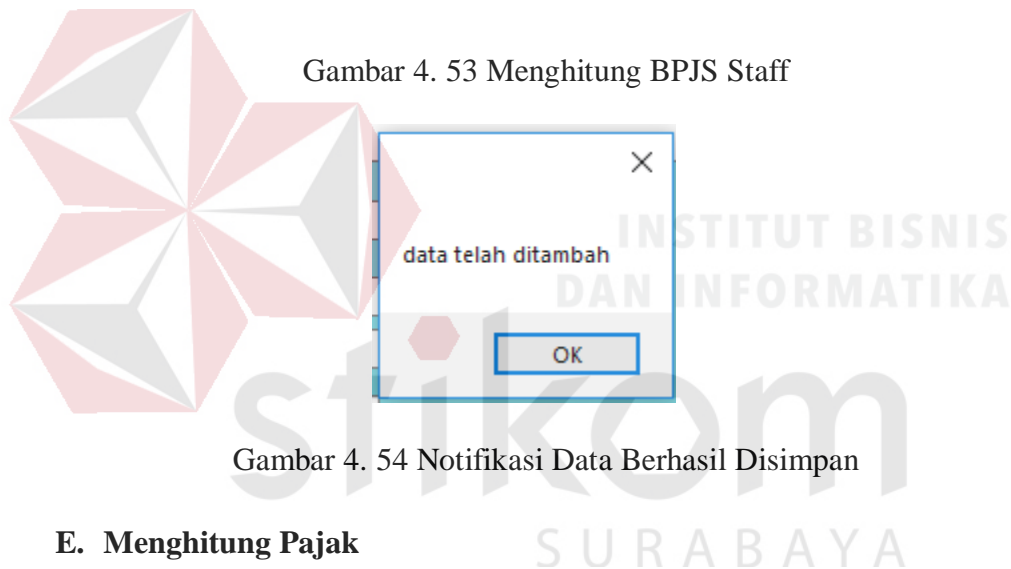 Gambar 4. 53 Menghitung BPJS Staff
INSTITUT BISNIS
data telah ditambah
DAN INFORMATIKA
OK
stikom
Gambar 4. 54 Notifikasi Data Berhasil Disimpan
SURABAYA
E. Menghitung Pajak